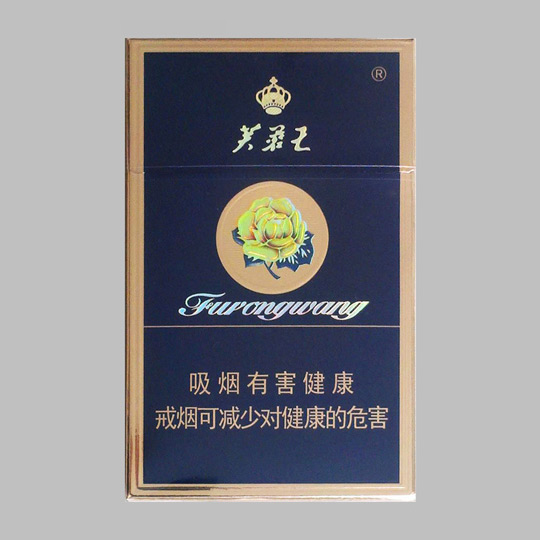 ®
芙蓉王
Furongwang
吸烟有害健康
戒烟可减少对健康的危害